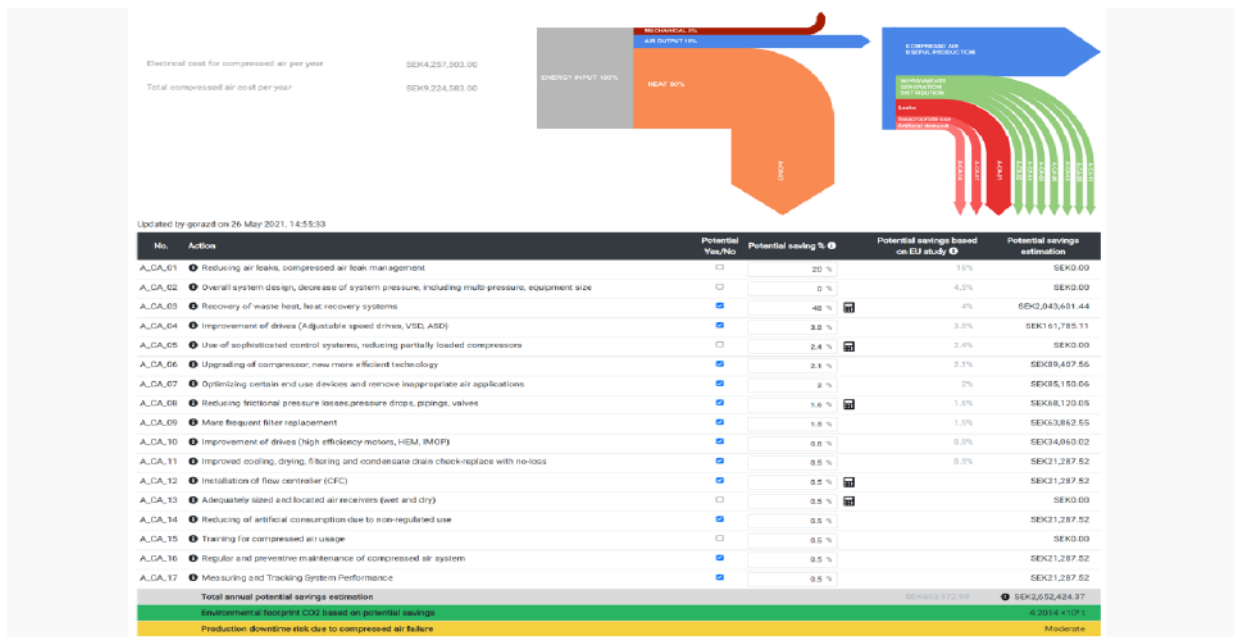 MECHANICAL 5%
AIR OUTPUT 15%
COMPRESSED AIR
USEFUL PRODUCTION
Electrical cost for compressed air per year SEK4,257,503.00
ENERGY INPUT 100%
HEAT 80%
Total compressed air cost per year SEK9,224,583.00
IMPROVMENTS
GENERATION
DISTRIBUTION
Leaks
Inappropriate use
Artificial demand
A-CA-03
Updated by gorazd on 26 May 2021, 14:55:33
No. Action Potential Yes/No Potential saving % Potential savings based on EU study Potential savings estimation
A_CA_01 Reducing air leaks, compressed air leak management 20 % 16% SEK0.00
A_CA_02 Overall system design, decrease of system pressure, including multi-pressure, equipment size 0 % 4.5% SEK0.00
A_CA_03 Recovery of waste heat, heat recovery systems 48 % 4% SEK2,043,601.44
A_CA_04 Improvement of drives (Adjustable speed drives, VSD, ASD) 3.8 % 3.8% SEK161,785.11
A_CA_05 Use of sophisticated control systems, reducing partially loaded compressors 2.4 % 2.4% SEK0.00
A_CA_06 Upgrading of compressor, new more efficient technology 2.1 % 2.1% SEK89,407.56
A_CA_07 Optimizing certain end use devices and remove inappropriate air applications 2 % 2% SEK85,150.06
A_CA_08 Reducing frictional pressure losses,pressure drops, pipings, valves 1.6 % 1.6% SEK68,120.05
A_CA_09 More frequent filter replacement 1.5 % 1.5% SEK63,862.55
A_CA_10 Improvement of drives (high efficiency motors, HEM, IMOP) 0.8 % 0.8% SEK34,060.02
A_CA_11 Improved cooling, drying, filtering and condensate drain check-replace with no-loss 0.5 % 0.5% SEK21,287.52
A_CA_12 Installation of flow controller (CFC) 0.5 % SEK21,287.52
A_CA_13 Adequately sized and located air receivers (wet and dry) 0.5 % SEK0.00
A_CA_14 Reducing of artificial consumption due to non-regulated use 0.5 % SEK21,287.52
A_CA_15 Training for compressed air usage 0.5 % SEK0.00
A_CA_16 Regular and preventive maintenance of compressed air system 0.5 % SEK21,287.52
A_CA_17 Measuring and Tracking System Performance 0.5 % SEK21,287.52
Total annual potential savings estimation SEK2,652,424.37
Environmental footprint CO2 based on potential savings
Production downtime risk due to compressed air failure Moderate